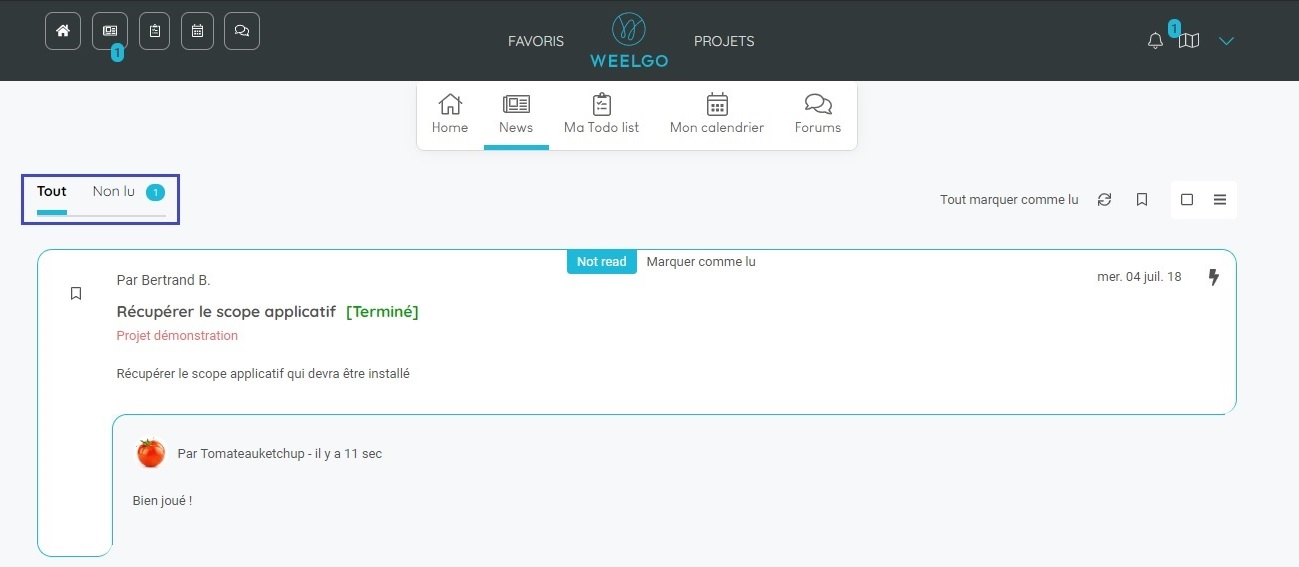 1
FAVORIS
WEELGO
PROJETS
1
Home
News
Ma Todo list
Mon calendrier
Forums
Tout
Non lu 1
Tout marquer comme lu
Not read Marquer comme lu
Par Bertrand B.
mer. 04 juil. 18
Récupérer le scope applicatif [Terminé]
Projet démonstration
Récupérer le scope applicatif qui devra être installé
Par Tomateauketchup - il y a 11 sec
Bien joué !